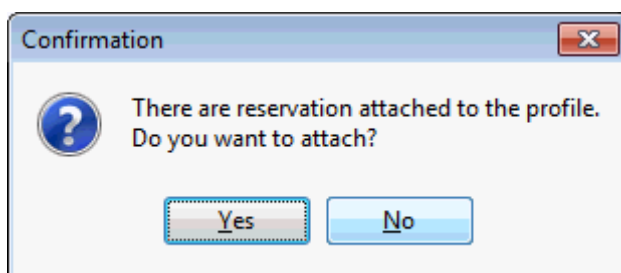 Confirmation
There are reservation attached to the profile.
Do you want to attach?
Yes
No